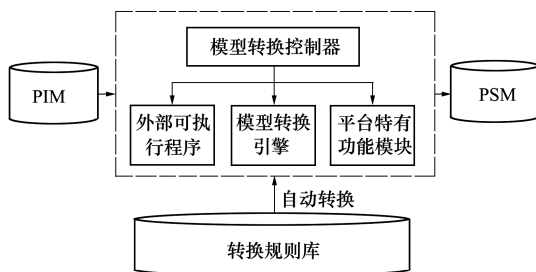 模型转换控制器
PIM
PSM
外部可执
行程序
模型转换
引擎
平台特有
功能模块
自动转换
转换规则库